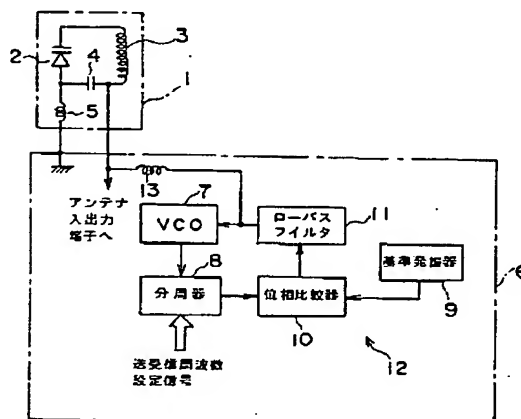 3
2
4
1
5
13
アンテナ
入出力
端子へ
7
VCO
ローパス
フィルタ
11
8
分周器
位相比較器
10
基準発振器
9
6
12
送受信周波数
設定信号